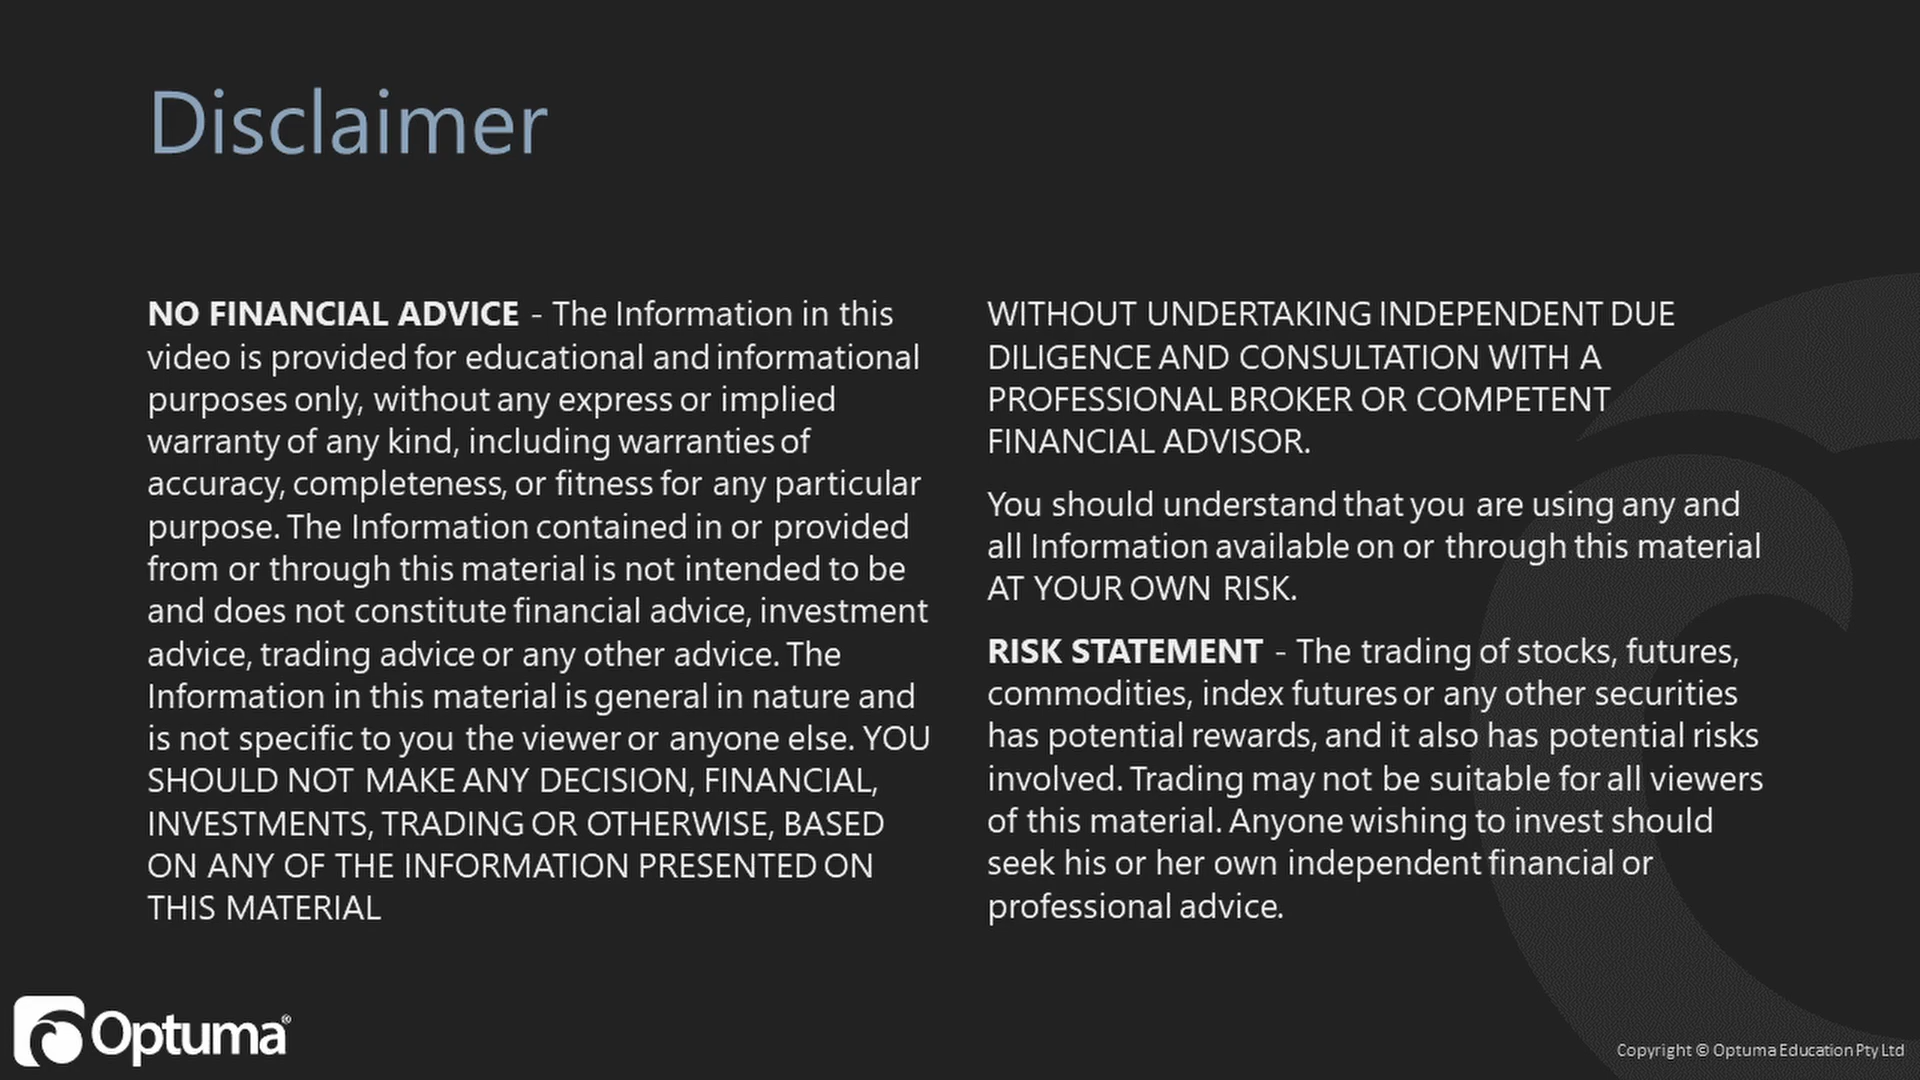 Disclaimer
NO FINANCIAL ADVICE - The Information in this
video is provided for educational and informational
purposes only, without any express or implied
warranty of any kind, including warranties of
accuracy, completeness, or fitness for any particular
purpose. The Information contained in or provided
from or through this material is not intended to be
and does not constitute financial advice, investment
advice, trading advice or any other advice. The
Information in this material is general in nature and
is not specific to you the viewer or anyone else. YOU
SHOULD NOT MAKE ANY DECISION, FINANCIAL,
INVESTMENTS, TRADING OR OTHERWISE, BASED
ON ANY OF THE INFORMATION PRESENTED ON
THIS MATERIAL
WITHOUT UNDERTAKING INDEPENDENT DUE
DILIGENCE AND CONSULTATION WITH A
PROFESSIONAL BROKER OR COMPETENT
FINANCIAL ADVISOR.
You should understand that you are using any and
all Information available on or through this material
AT YOUR OWN RISK.
RISK STATEMENT - The trading of stocks, futures,
commodities, index futures or any other securities
has potential rewards, and it also has potential risks
involved. Trading may not be suitable for all viewers
of this material. Anyone wishing to invest should
seek his or her own independent financial or
professional advice.
Optuma®
Copyright © Optuma Education Pty Ltd